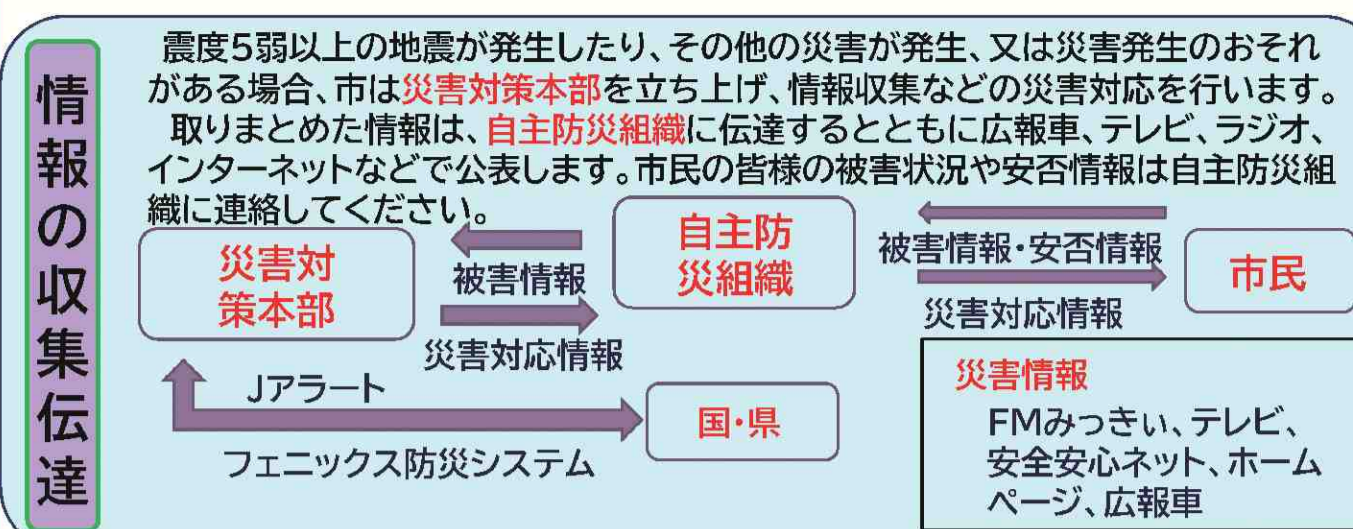 情報の収集伝達
震度5弱以上の地震が発生したり、その他の災害が発生、又は災害発生のおそれ
がある場合、市は災害対策本部を立ち上げ、情報収集などの災害対応を行います。
取りまとめた情報は、自主防災組織に伝達するとともに広報車、テレビ、ラジオ、
インターネットなどで公表します。市民の皆様の被害状況や安否情報は自主防災組
織に連絡してください。
災害対
策本部
被害情報
災害対応情報
自主防
災組織
被害情報・安否情報
災害対応情報
市民
Jアラート
フェニックス防災システム
国・県
災害情報
FMみっきぃ、テレビ、
安全安心ネット、ホーム
ページ、広報車